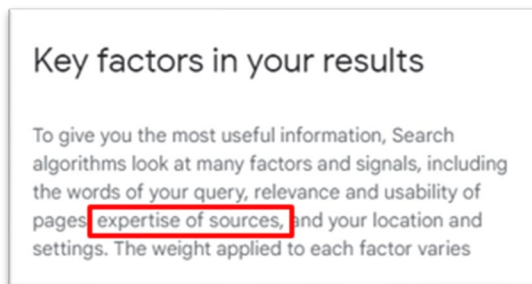 Key factors in your results
To give you the most useful information, Search
algorithms look at many factors and signals, including
the words of your query, relevance and usability of
pages expertise of sources, and your location and
settings. The weight applied to each factor varies